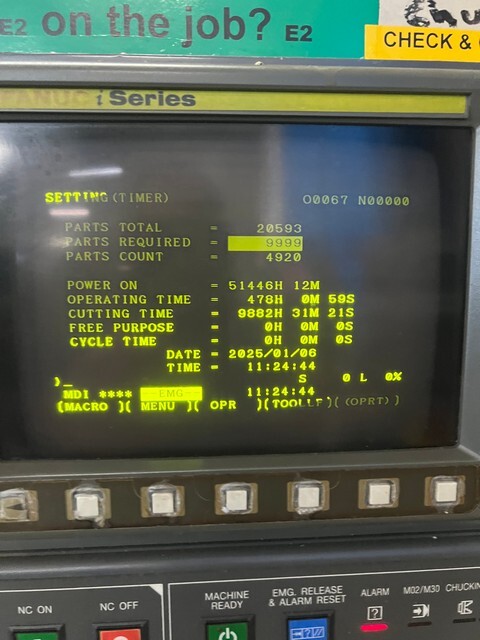 E2 on the job? E2
CHECK &
FANUC i Series
SETTING (TIMER) O0067 N00000
PARTS TOTAL = 20593
PARTS REQUIRED = 9999
PARTS COUNT = 4920
POWER ON = 51446H 12M
OPERATING TIME = 478H 0M 59S
CUTTING TIME = 9882H 31M 21S
FREE PURPOSE = 0H 0M 0S
CYCLE TIME = 0H 0M 0S
DATE = 2025/01/06
TIME = 11:24:44
S 0 L 0%
>_
MDI **** --EMG-- 11:24:44
[MACRO ][ MENU ][ OPR ][TOOLLF][ (OPRT) ]
NC ON
NC OFF
MACHINE
READY
EMG. RELEASE
& ALARM RESET
ALARM
M02/M30